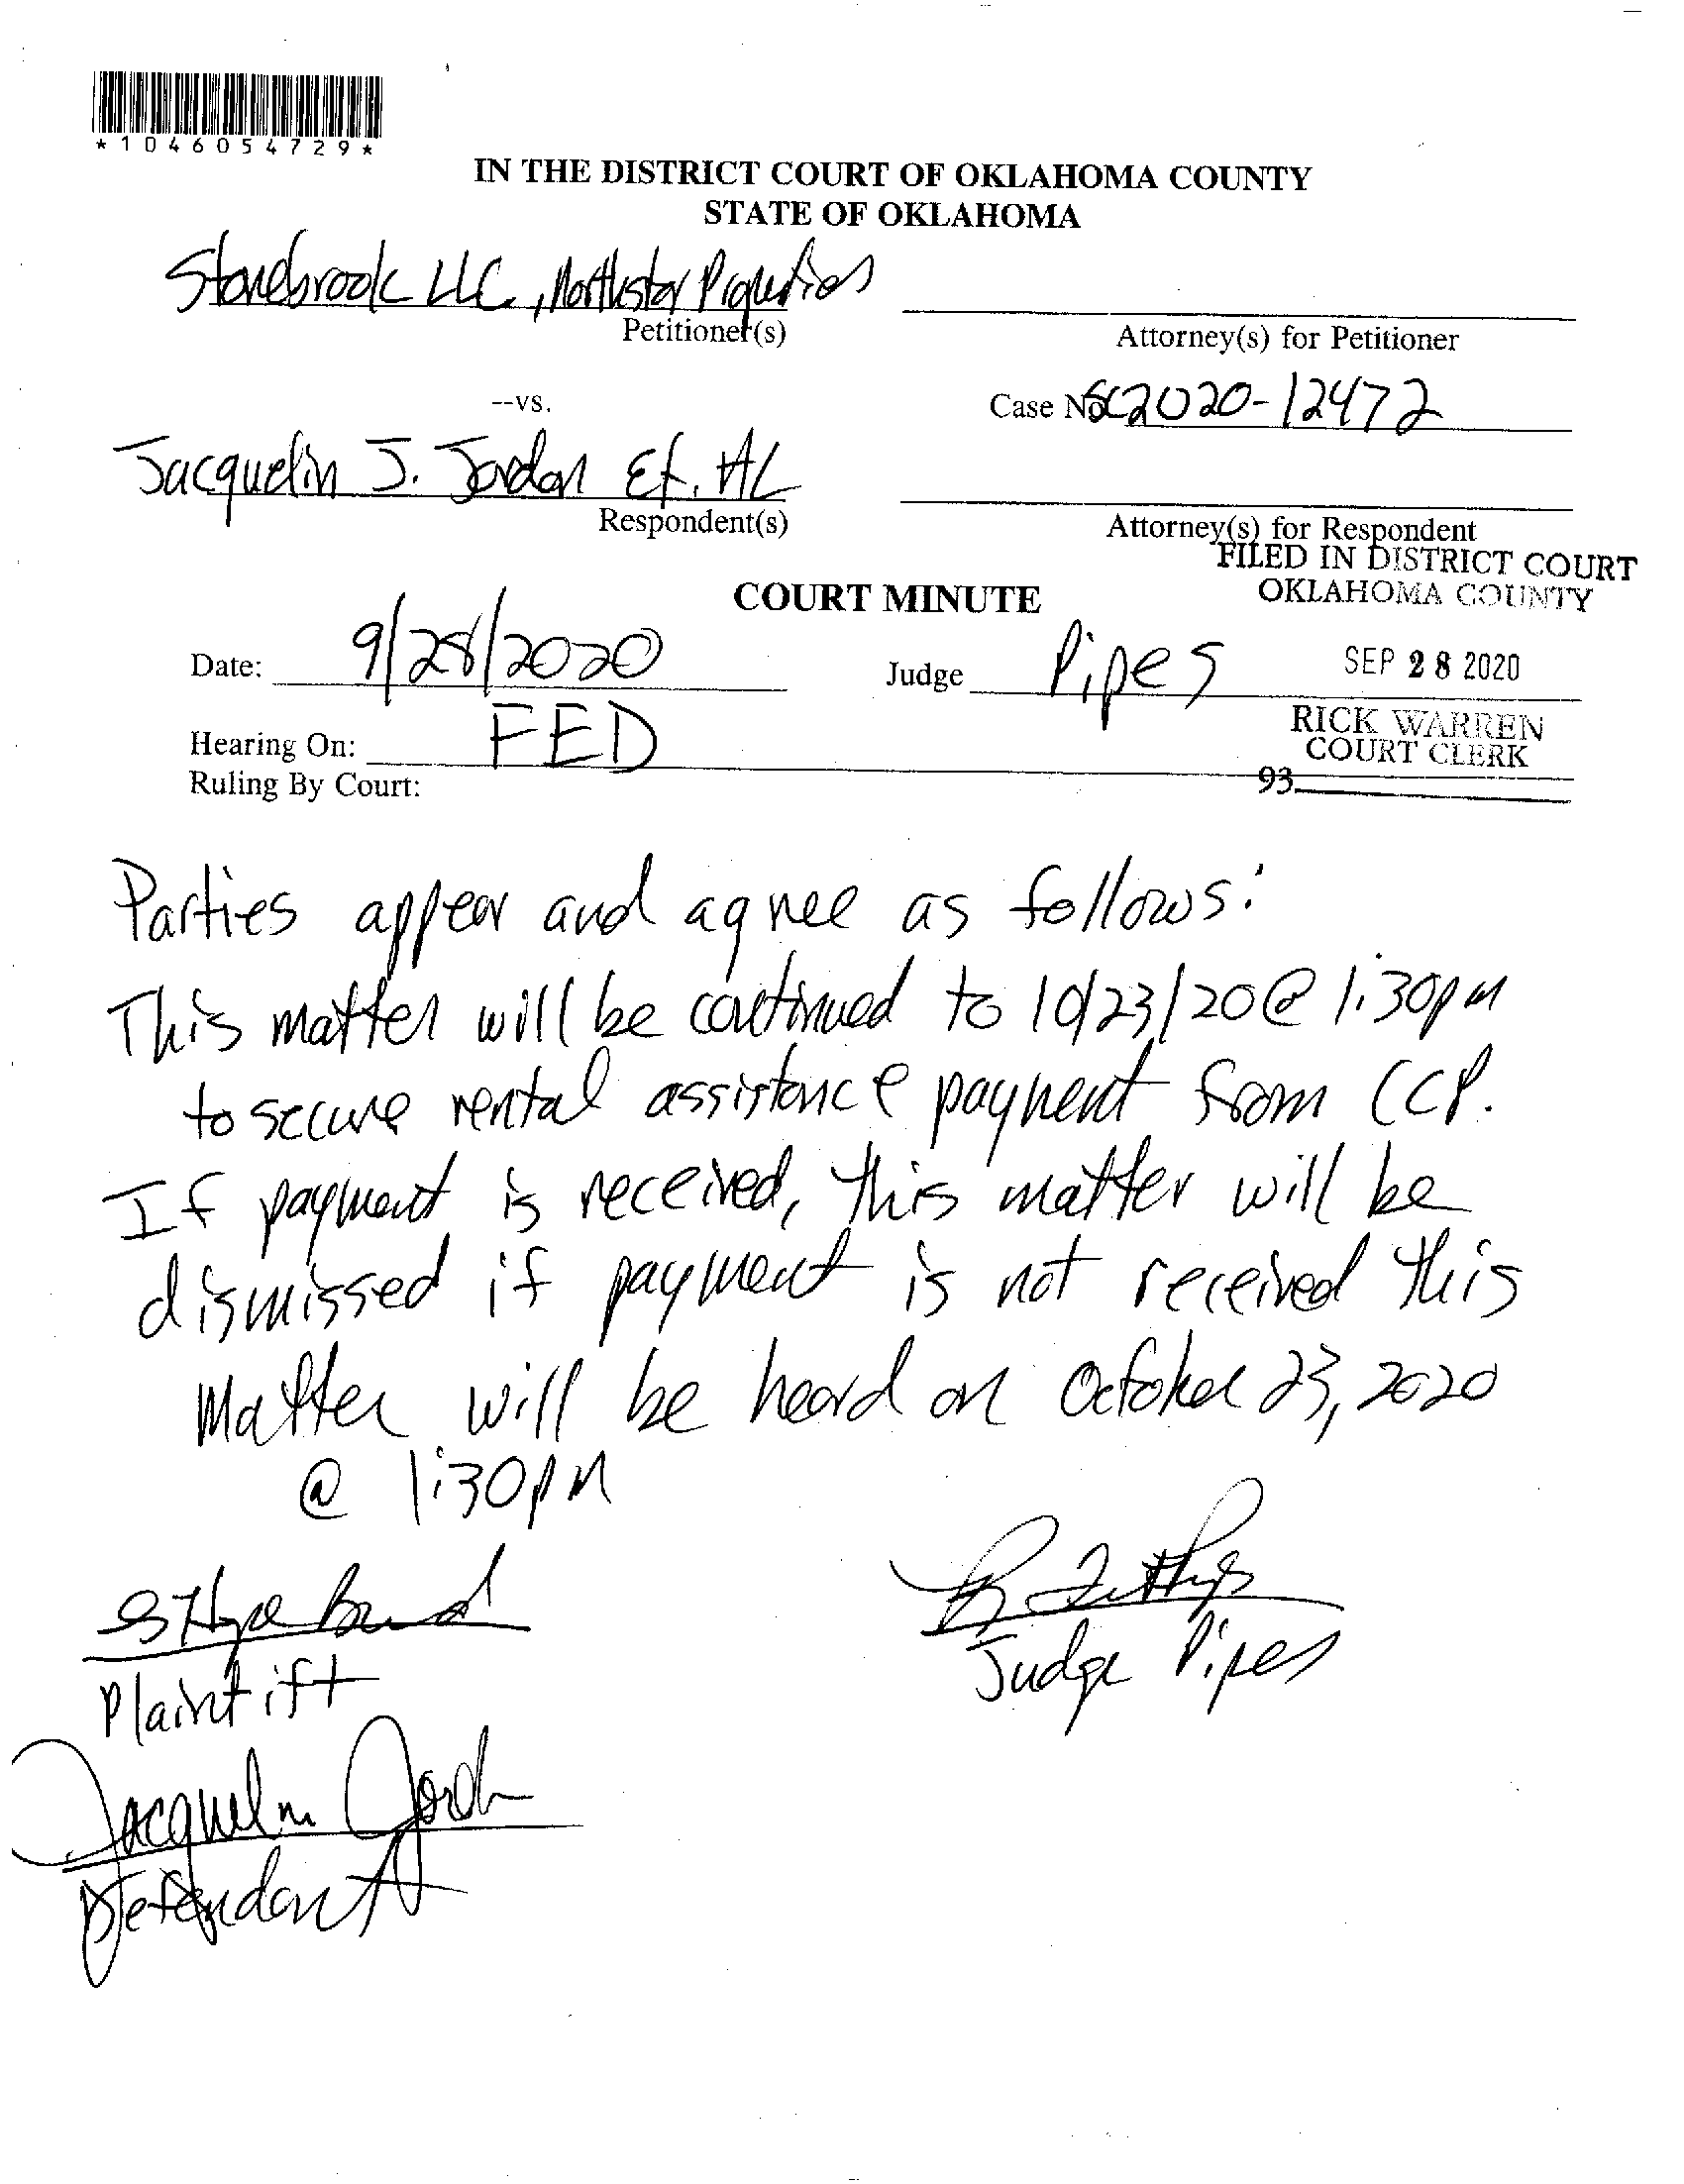 *1046054729*
IN THE DISTRICT COURT OF OKLAHOMA COUNTY
STATE OF OKLAHOMA
Stonebrook LLC, Northstar Properties
Petitioner(s)
Attorney(s) for Petitioner
--vs.
Case No. SC2020-12472
Jacquelin J. Jordan Et. AL
Respondent(s)
Attorney(s) for Respondent
FILED IN DISTRICT COURT
OKLAHOMA COUNTY
COURT MINUTE
Date: 9/28/2020
Judge Pipes
SEP 28 2020
Hearing On: FED
RICK WARREN
COURT CLERK
Ruling By Court:
93
Parties appear and agree as follows:
This matter will be continued to 10/23/20 @ 1:30pm
to secure rental assistance payment from CCP.
If payment is received, this matter will be
dismissed if payment is not received this
Matter will be heard on October 23, 2020
@ 1:30PM
Plaintiff
Judge Pipes
Jacquelin Jordan
Defendant